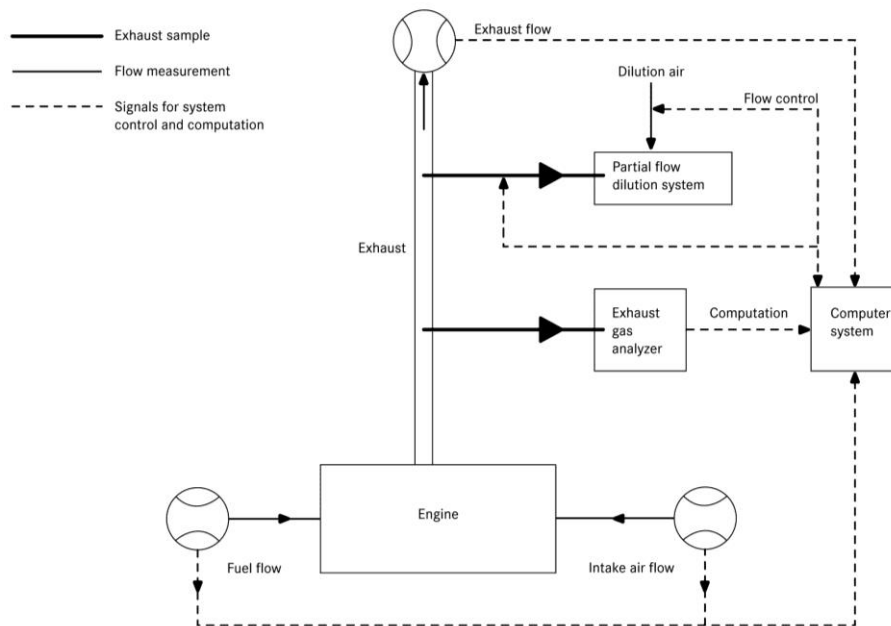 Exhaust sample
Flow measurement
Signals for system
control and computation
Exhaust flow
Dilution air
Flow control
Partial flow
dilution system
Exhaust
Exhaust
gas
analyzer
Computation
Computer
system
Engine
Fuel flow
Intake air flow